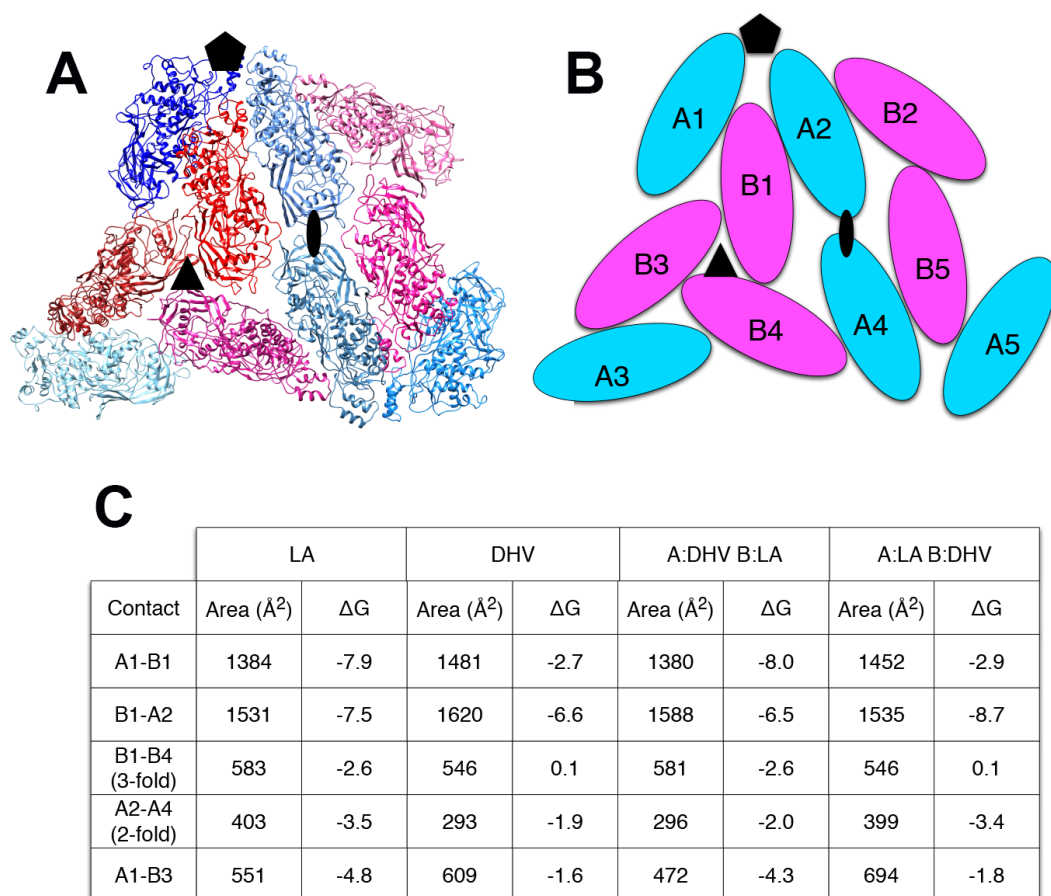 A
B
A1
A2
B2
B1
B3
B5
B4
A4
A5
A3
C
LA DHV A:DHV B:LA A:LA B:DHV
Contact Area (Å²) ΔG Area (Å²) ΔG Area (Å²) ΔG Area (Å²) ΔG
A1-B1 1384 -7.9 1481 -2.7 1380 -8.0 1452 -2.9
B1-A2 1531 -7.5 1620 -6.6 1588 -6.5 1535 -8.7
B1-B4
(3-fold) 583 -2.6 546 0.1 581 -2.6 546 0.1
A2-A4
(2-fold) 403 -3.5 293 -1.9 296 -2.0 399 -3.4
A1-B3 551 -4.8 609 -1.6 472 -4.3 694 -1.8